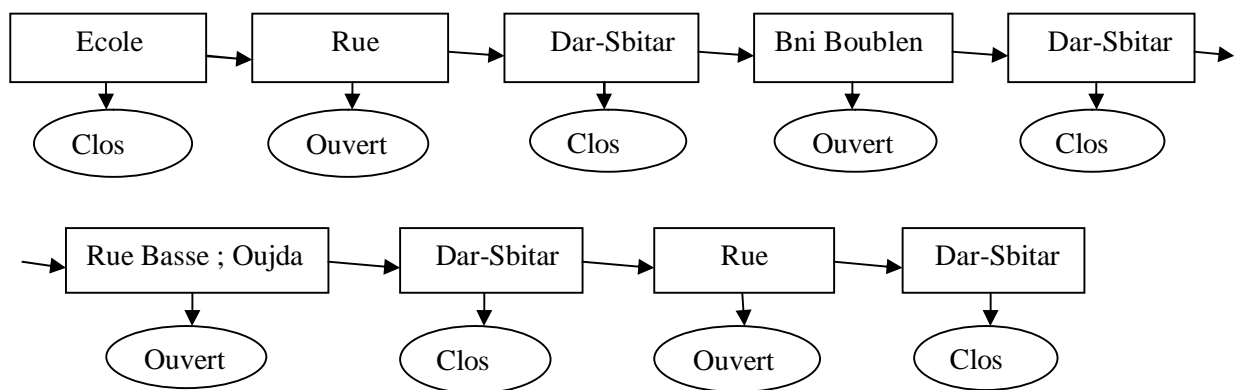 Ecole Rue Dar-Sbitar Bni Boublen Dar-Sbitar
Clos Ouvert Clos Ouvert Clos
Rue Basse ; Oujda Dar-Sbitar Rue Dar-Sbitar
Ouvert Clos Ouvert Clos